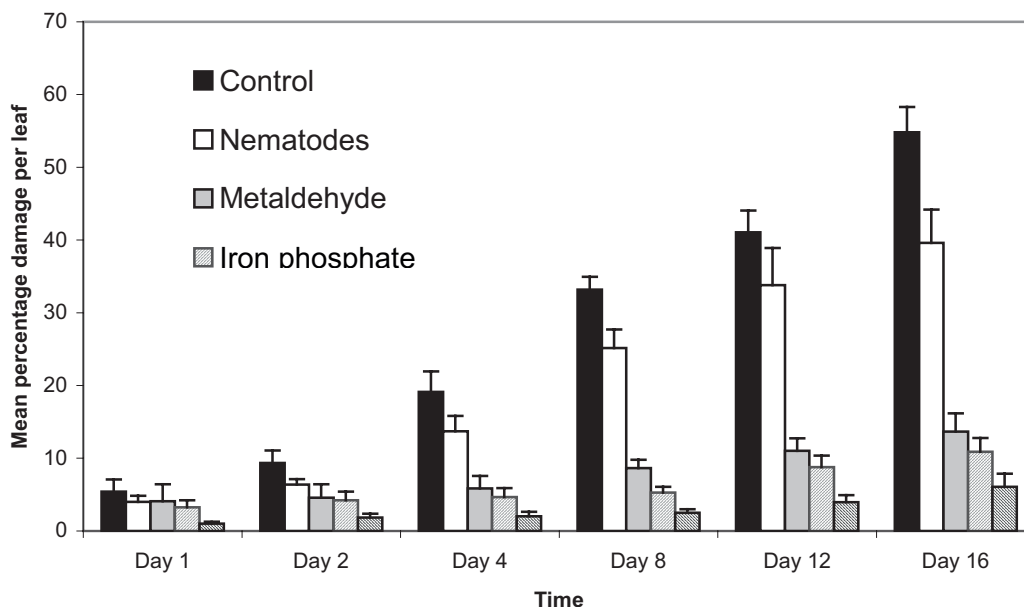 Mean percentage damage per leaf
70
60
50
40
30
20
10
0
Control
Nematodes
Metaldehyde
Iron phosphate
Day 1 Day 2 Day 4 Day 8 Day 12 Day 16
Time